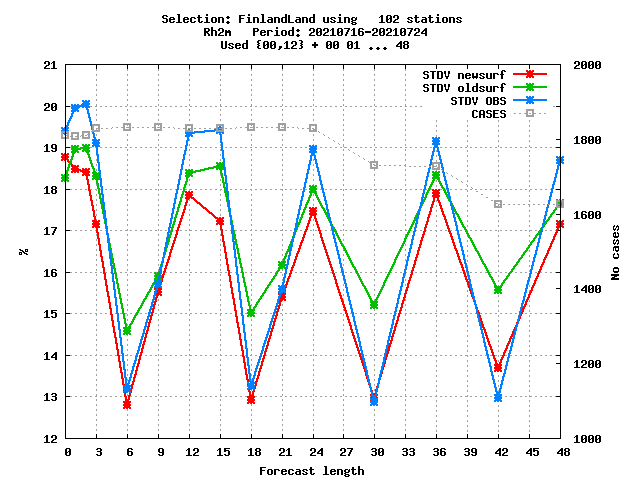 Selection: FinlandLand using   102 stations
Rh2m   Period: 20210716-20210724
Used {00,12} + 00 01 ... 48
STDV newsurf
STDV oldsurf
STDV OBS
CASES
21
20
19
18
17
16
15
14
13
12
%
2000
1800
1600
1400
1200
1000
No cases
0 3 6 9 12 15 18 21 24 27 30 33 36 39 42 45 48
Forecast length